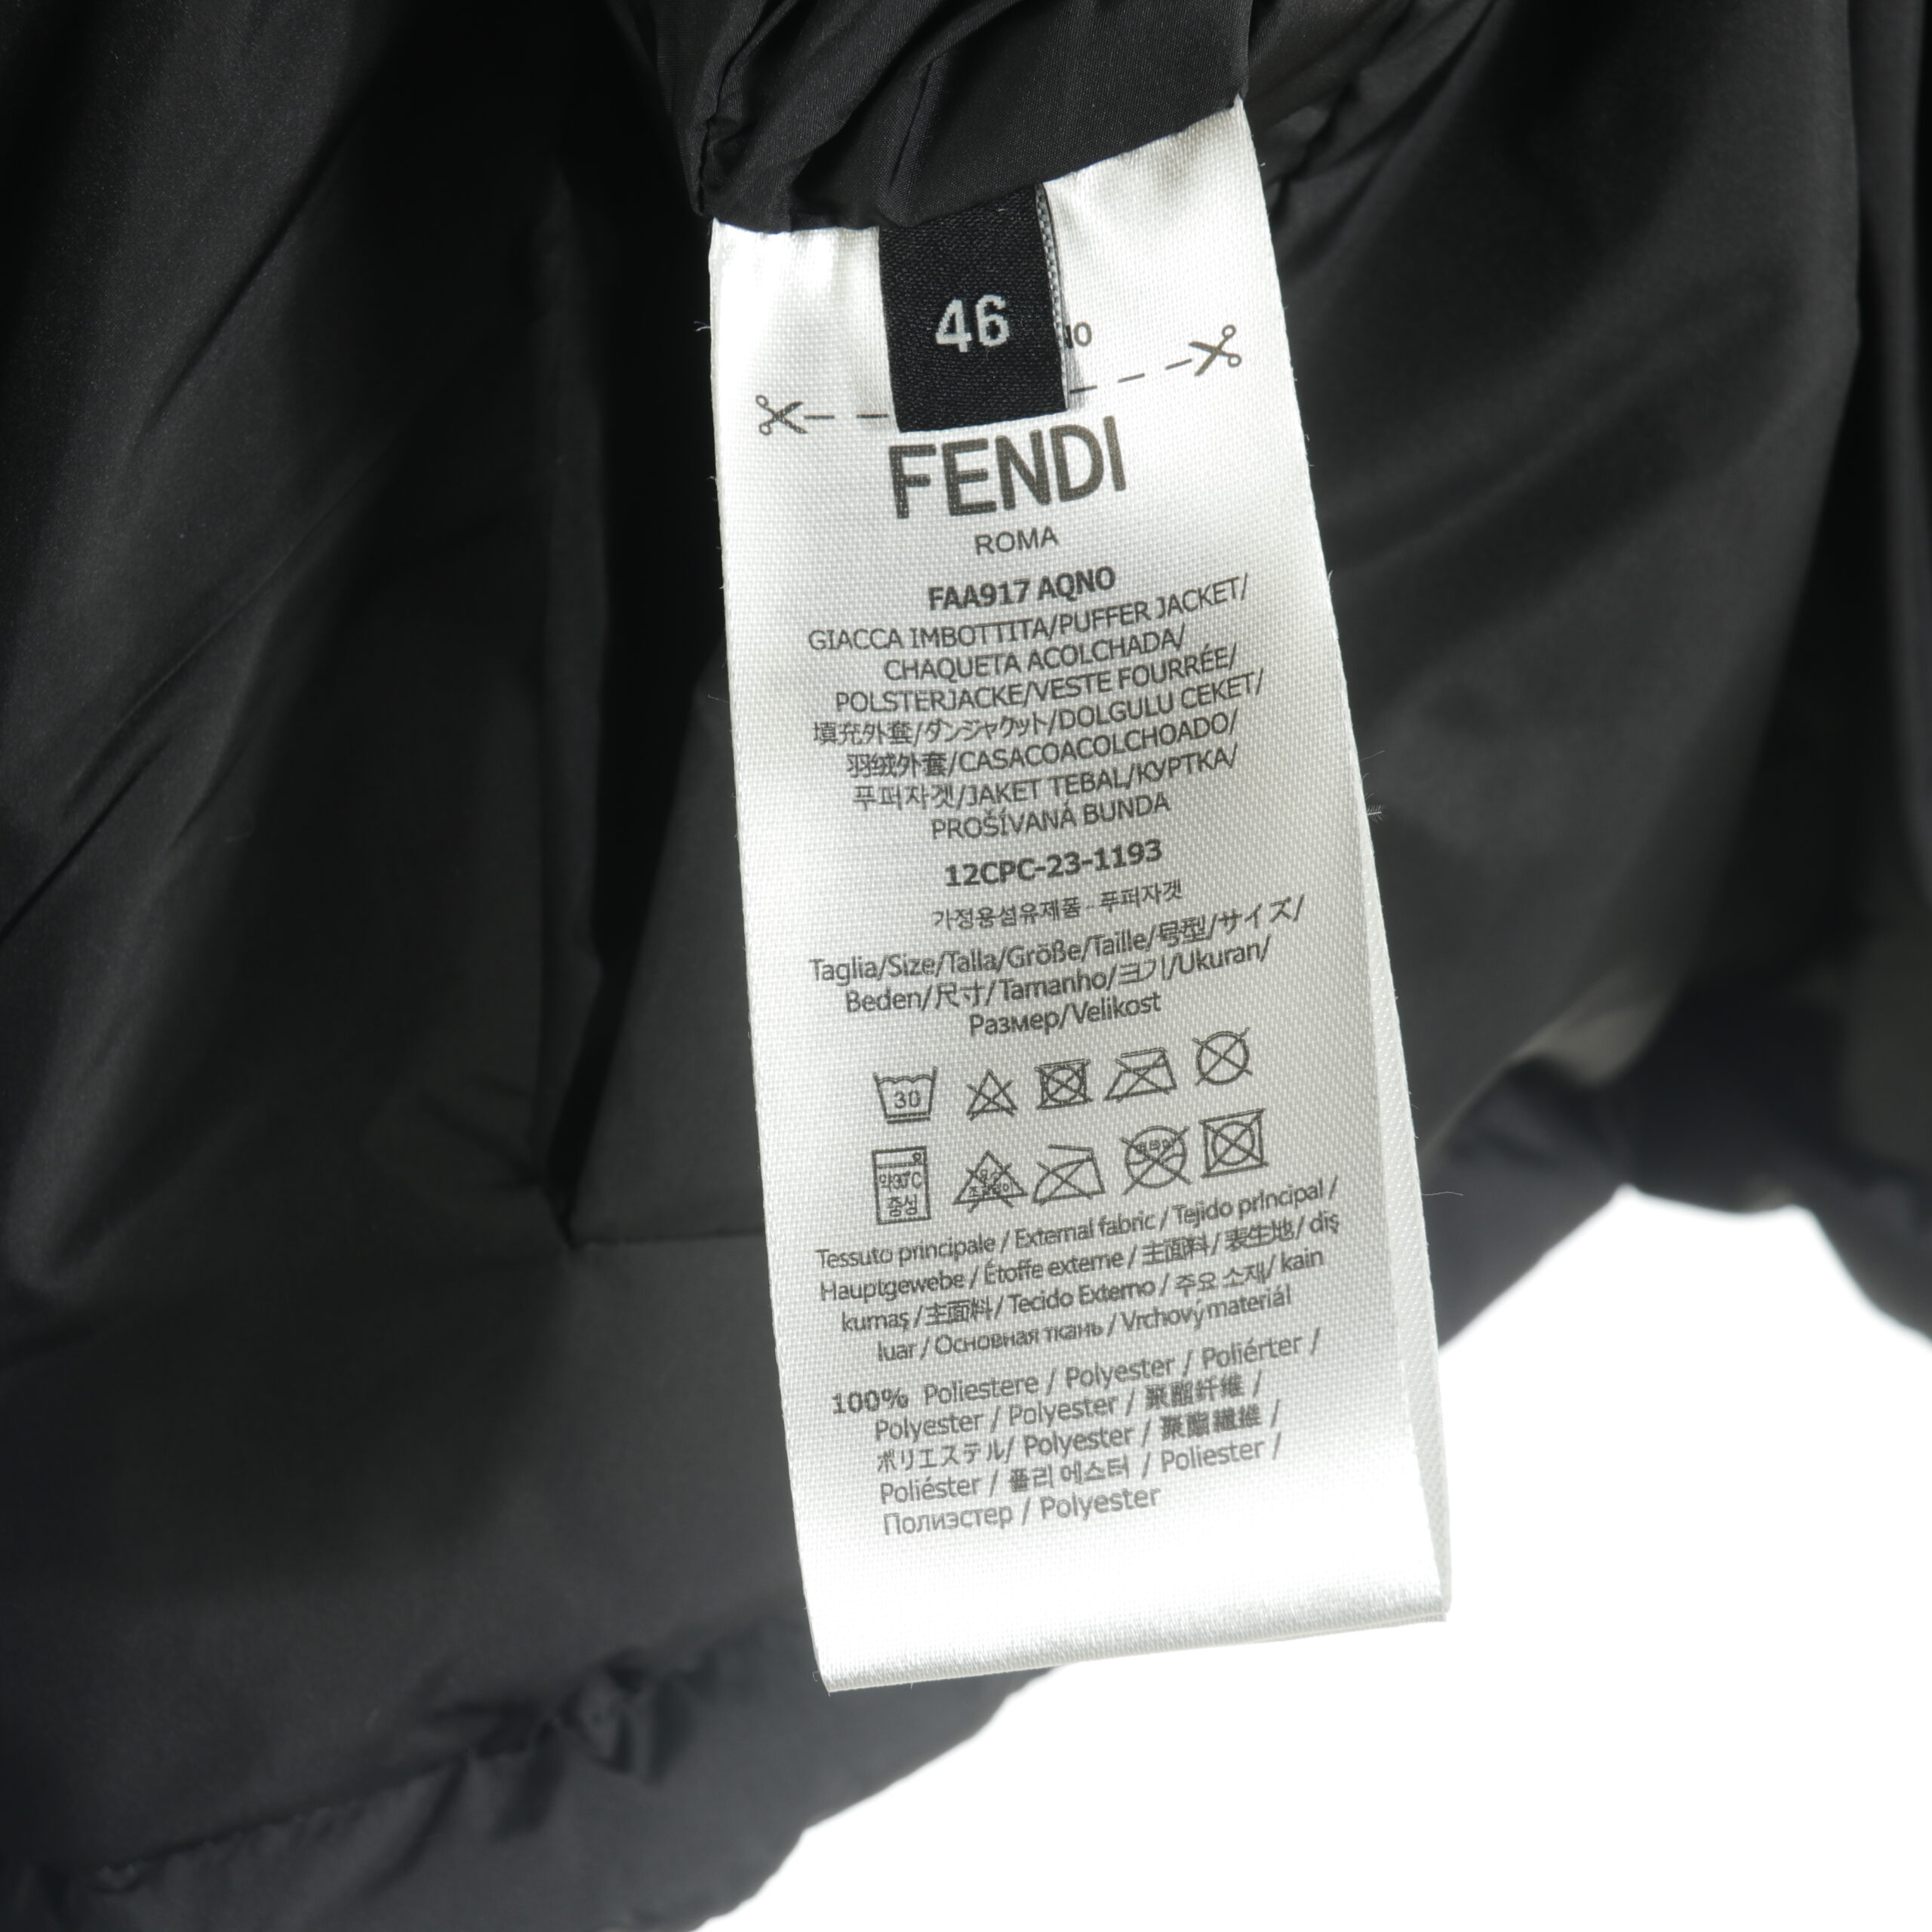 46
FENDI
ROMA
FAA917 AQNO
GIACCA IMBOTTITA/PUFFER JACKET/
CHAQUETA ACOLCHADA/
POLSTERJACKE/VESTE FOURRÉE/
填充外套/ダンジャケット/DOLGULU CEKET/
羽绒外套/CASACOACOLCHOADO/
푸퍼자켓/JAKET TEBAL/КУРТКА/
PROŠÍVANÁ BUNDA
12CPC-23-1193
가정용섬유제품 - 푸퍼자켓
Taglia/Size/Talla/Größe/Taille/号型/サイズ/
Beden/尺寸/Tamanho/크기/Ukuran/
Размер/Velikost
30
약30℃
중성
Tessuto principale / External fabric / Tejido principal /
Hauptgewebe / Étoffe externe / 主面料 / 表生地 / diş
kumaş / 主面料 / Tecido Externo / 주요 소재/ kain
luar / Основная ткань / Vrchový materiál
100% Poliestere / Polyester / Poliérter /
Polyester / Polyester / 聚酯纤维 /
ポリエステル/ Polyester / 聚酯纖維 /
Poliéster / 폴리 에스터 / Poliester /
Полиэстер / Polyester